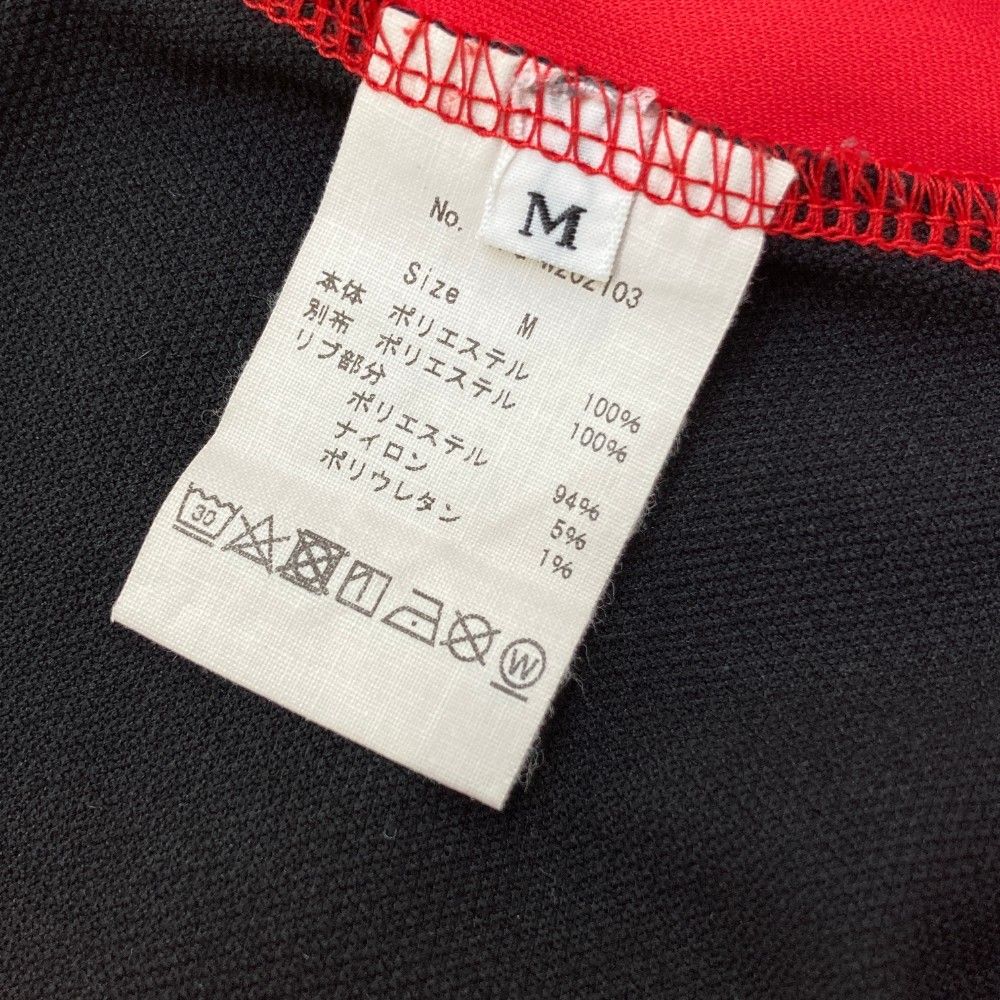 M
No.
Size M
本体 ポリエステル 100%
別布 ポリエステル 100%
リブ部分
ポリエステル 94%
ナイロン 5%
ポリウレタン 1%
30 W